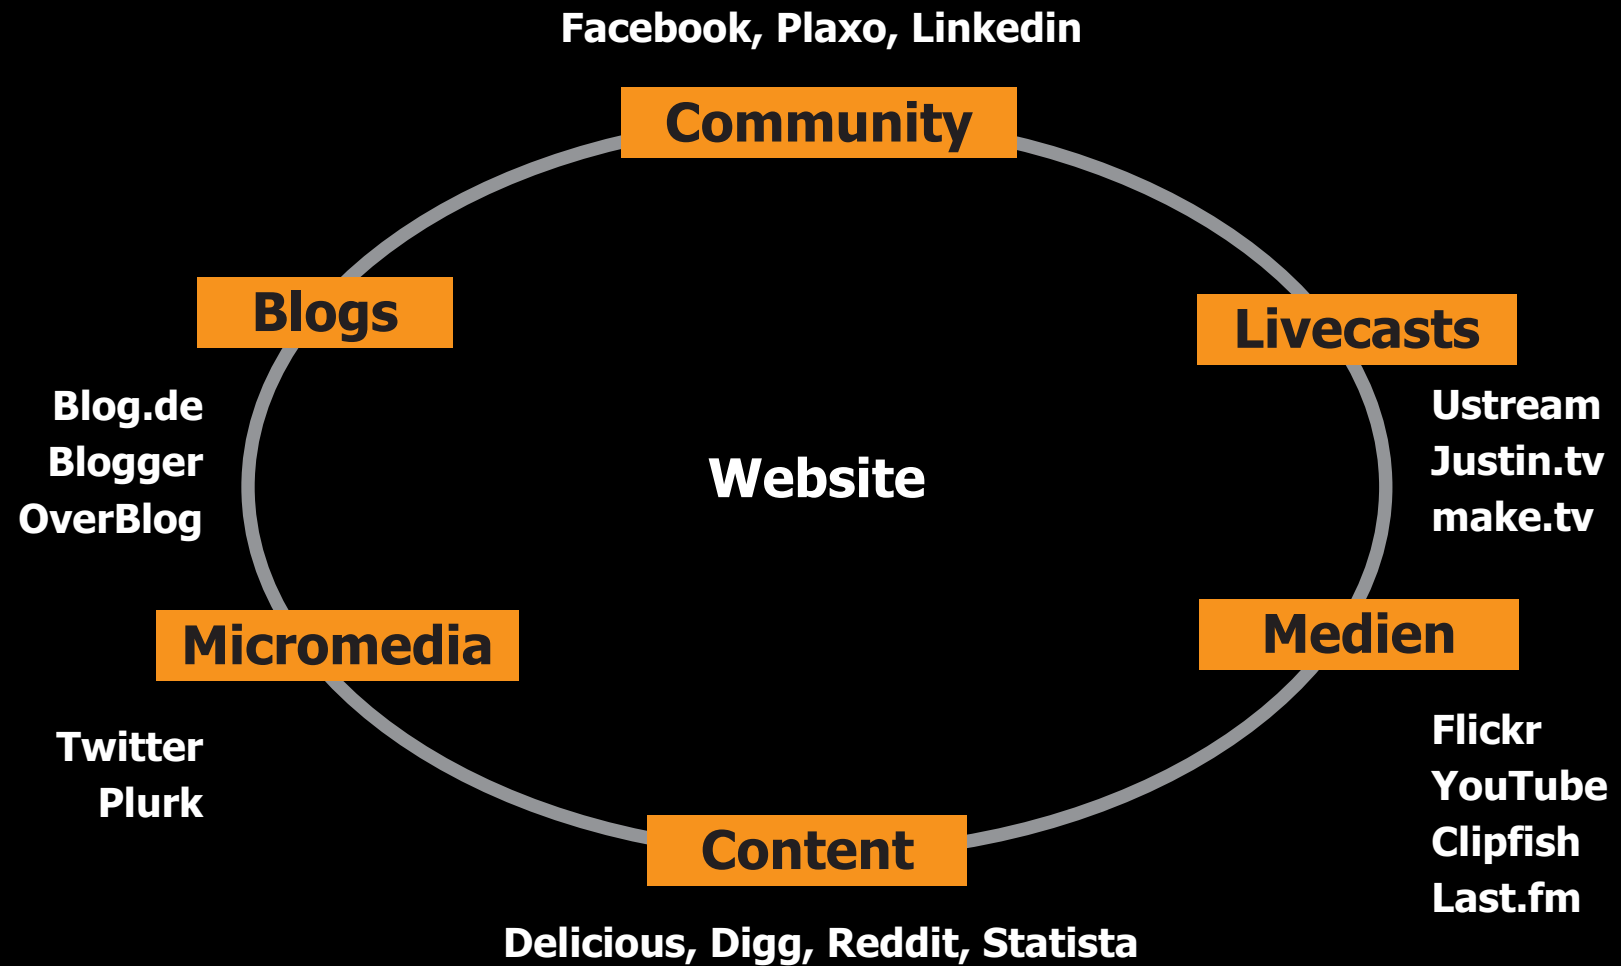 Facebook, Plaxo, Linkedin
Community
Blogs
Livecasts
Blog.de
Blogger
OverBlog
Website
Ustream
Justin.tv
make.tv
Micromedia
Medien
Twitter
Plurk
Flickr
YouTube
Clipfish
Last.fm
Content
Delicious, Digg, Reddit, Statista